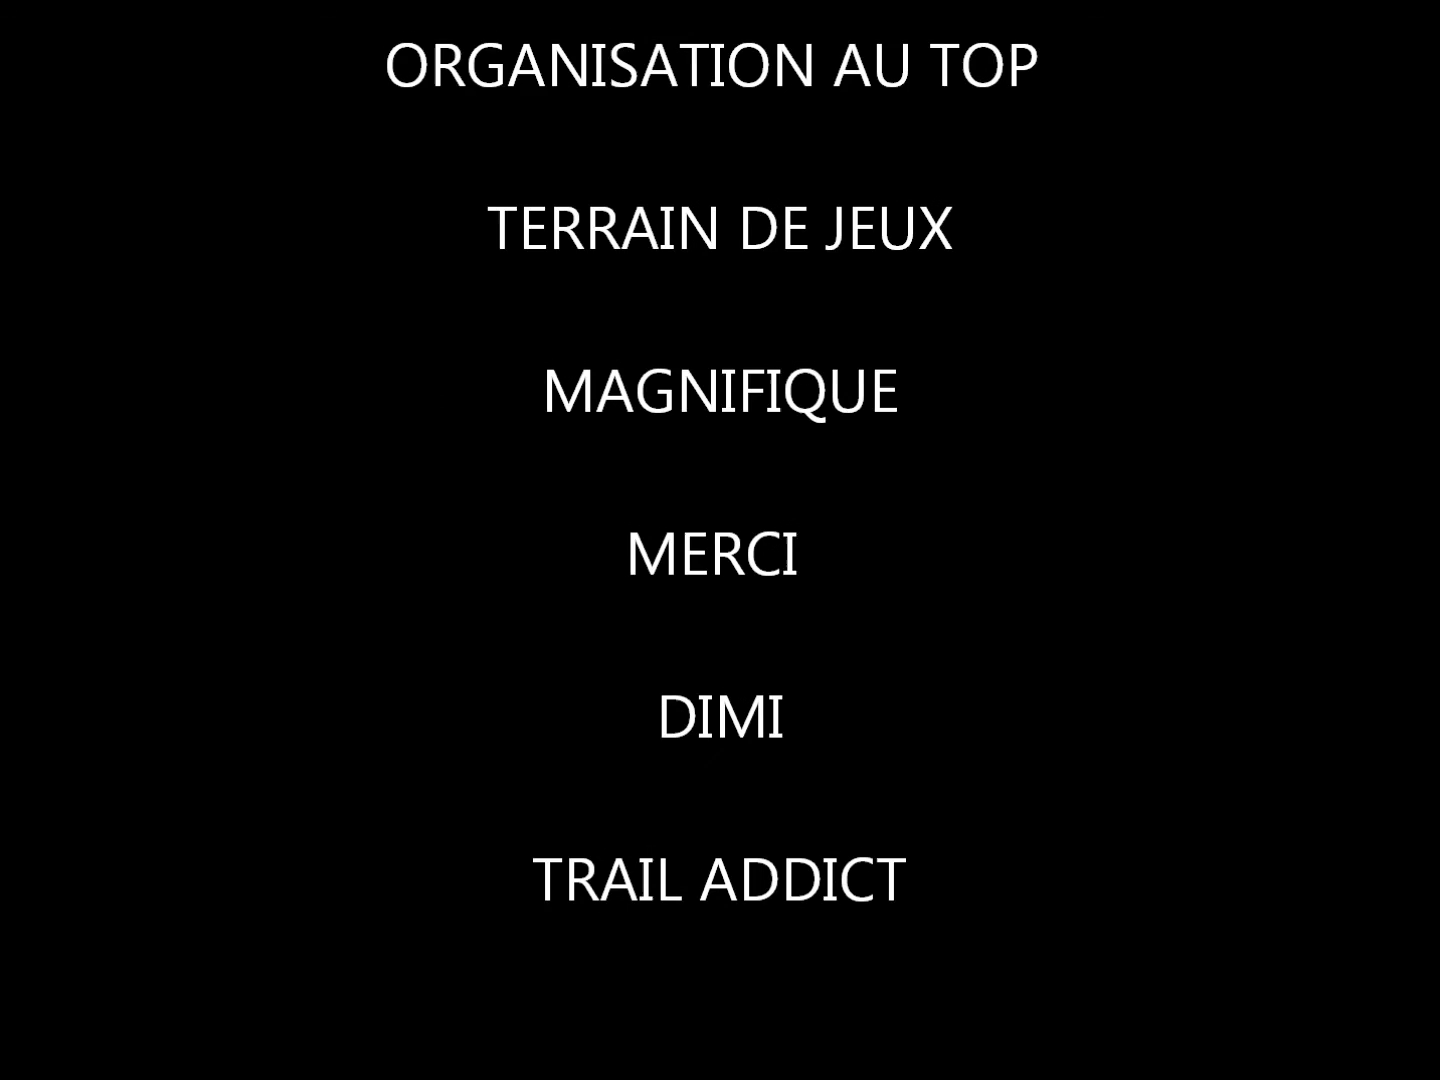 ORGANISATION AU TOP
TERRAIN DE JEUX
MAGNIFIQUE
MERCI
DIMI
TRAIL ADDICT